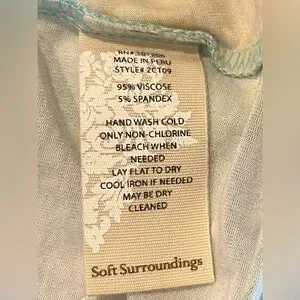 MADE IN PERU
STYLE# 2CT09
95% VISCOSE
5% SPANDEX
HAND WASH COLD
ONLY NON-CHLORINE
BLEACH WHEN
NEEDED
LAY FLAT TO DRY
COOL IRON IF NEEDED
MAY BE DRY
CLEANED
Soft Surroundings